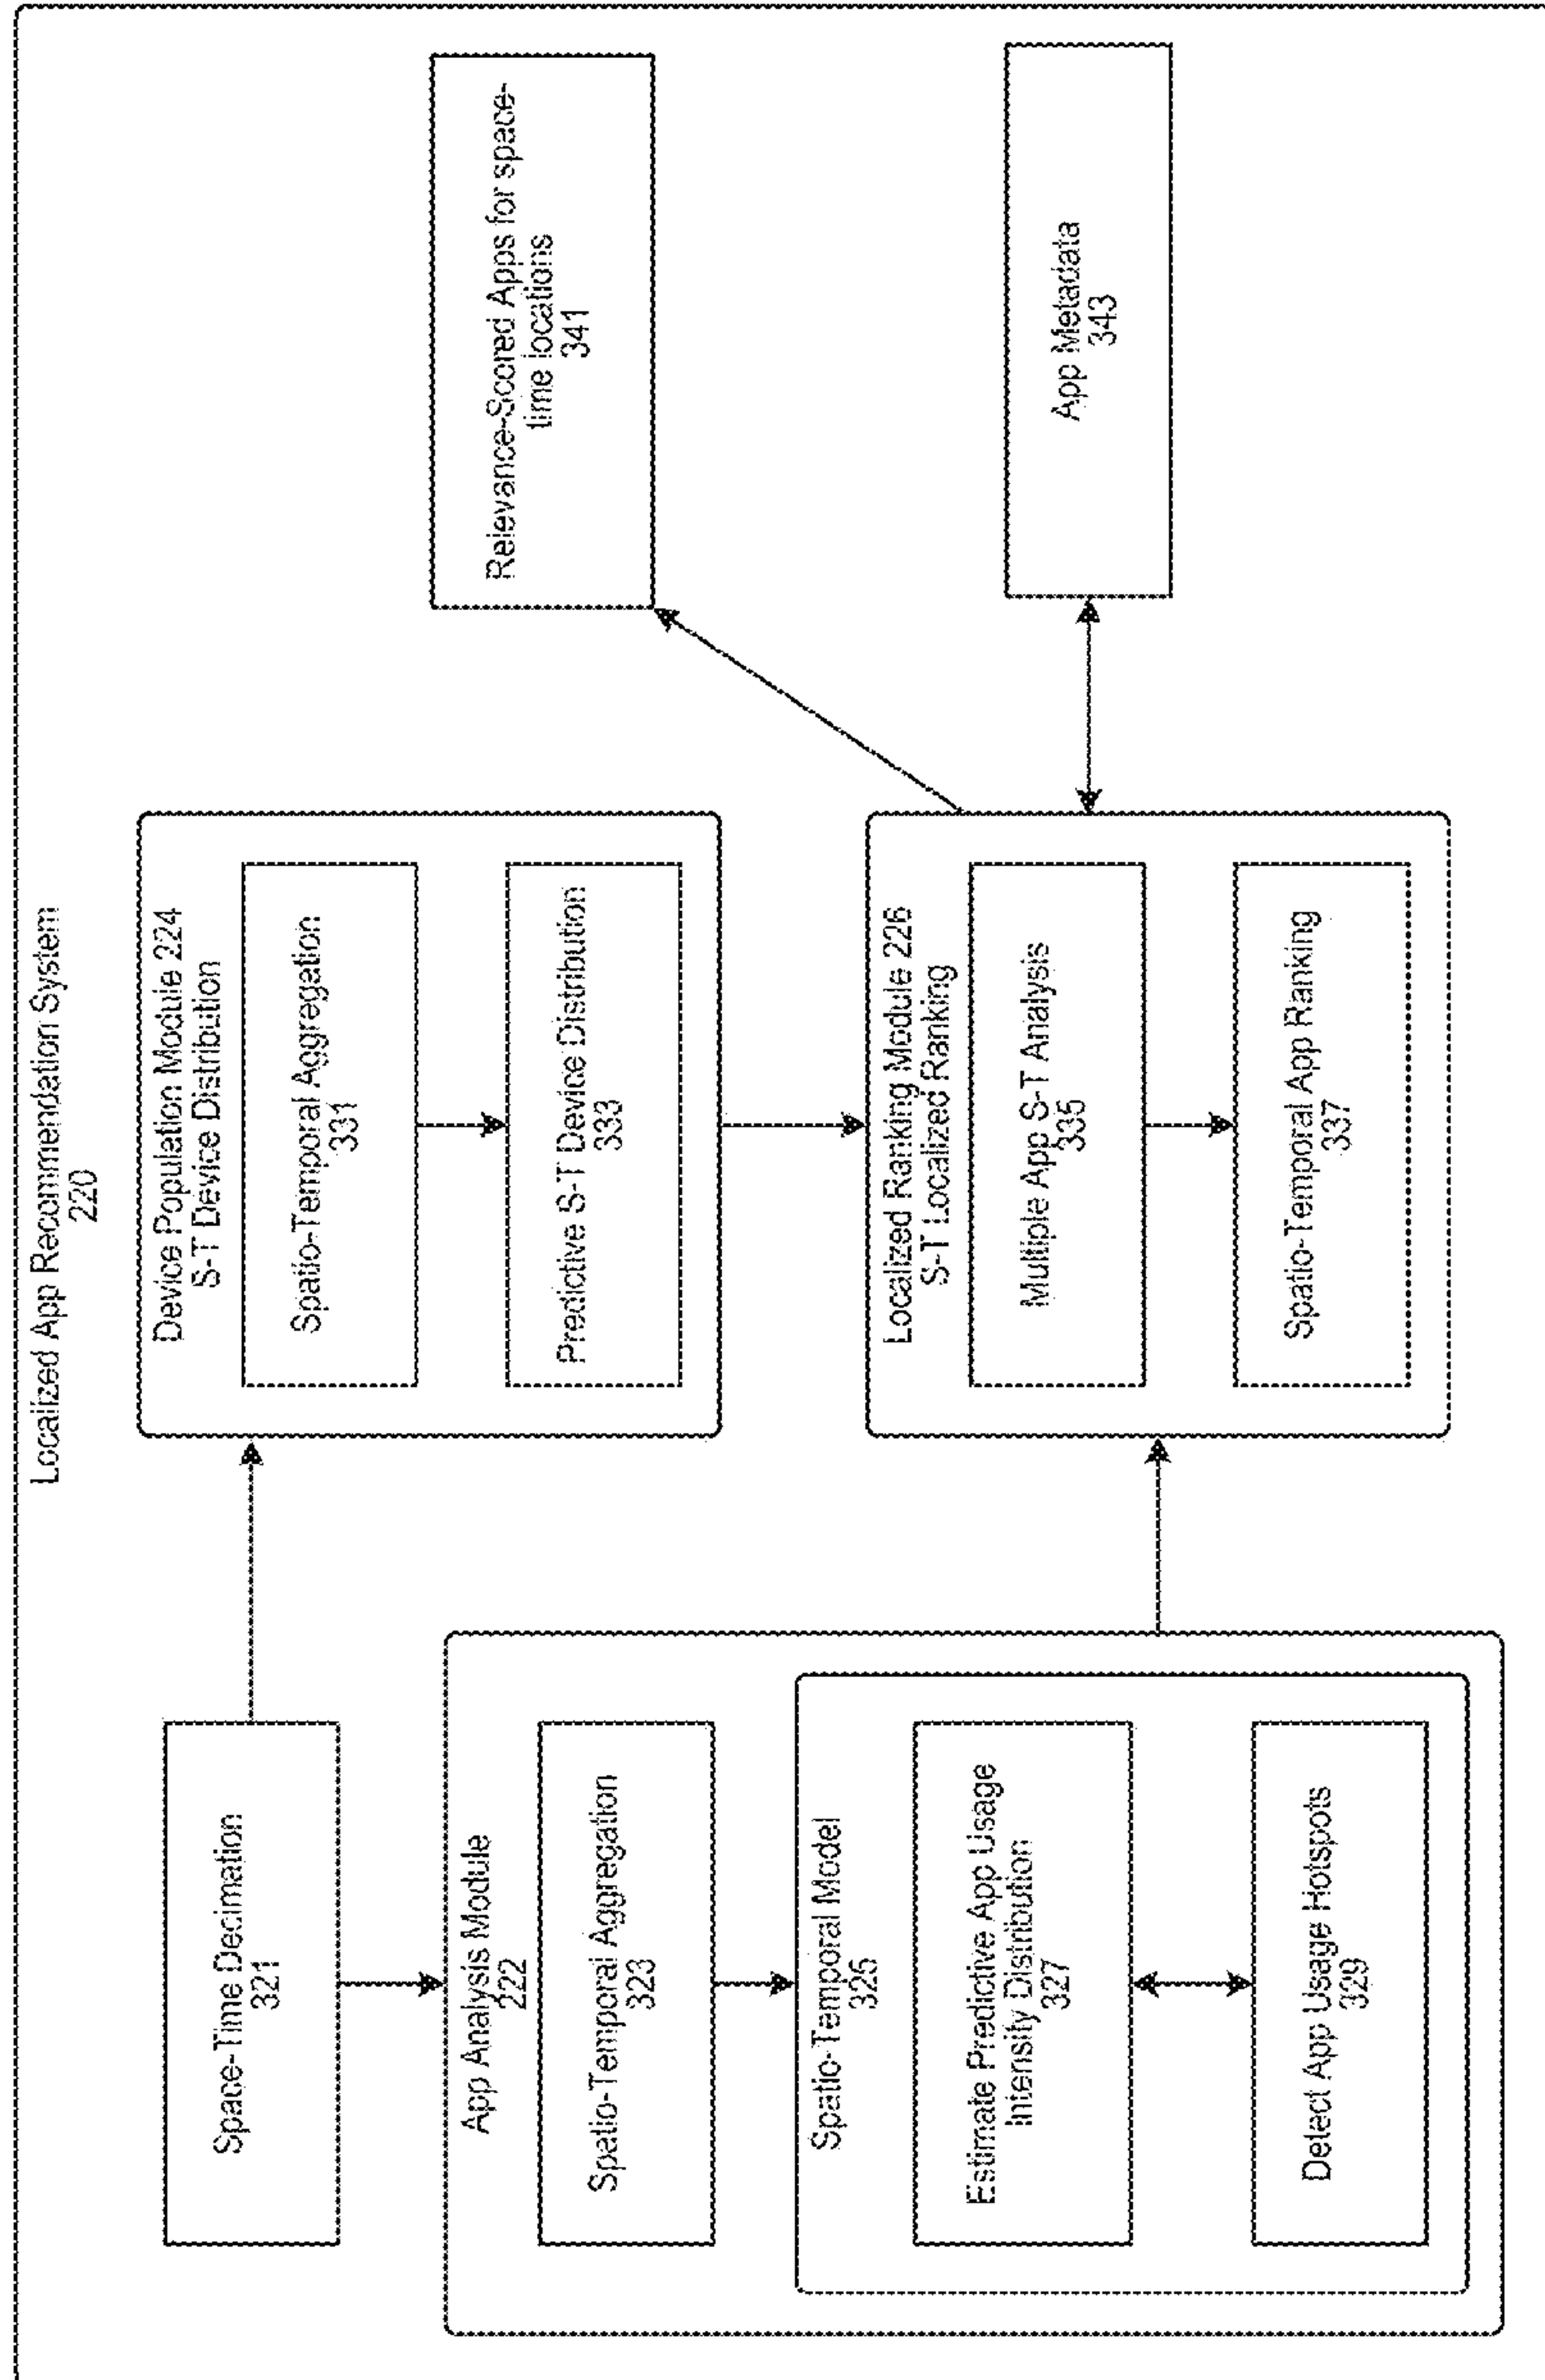 Localized App Recommendation System
220
Space-Time Decimation
321
App Analysis Module
222
Spatio-Temporal Aggregation
323
Spatio-Temporal Model
325
Estimate Predictive App Usage
Intensity Distribution
327
Detect App Usage Hotspots
329
Device Population Module 224
S-T Device Distribution
Spatio-Temporal Aggregation
331
Predictive S-T Device Distribution
333
Localized Ranking Module 226
S-T Localized Ranking
Multiple App S-T Analysis
335
Spatio-Temporal App Ranking
337
Relevance-Scored Apps for space-
time locations
341
App Metadata
343